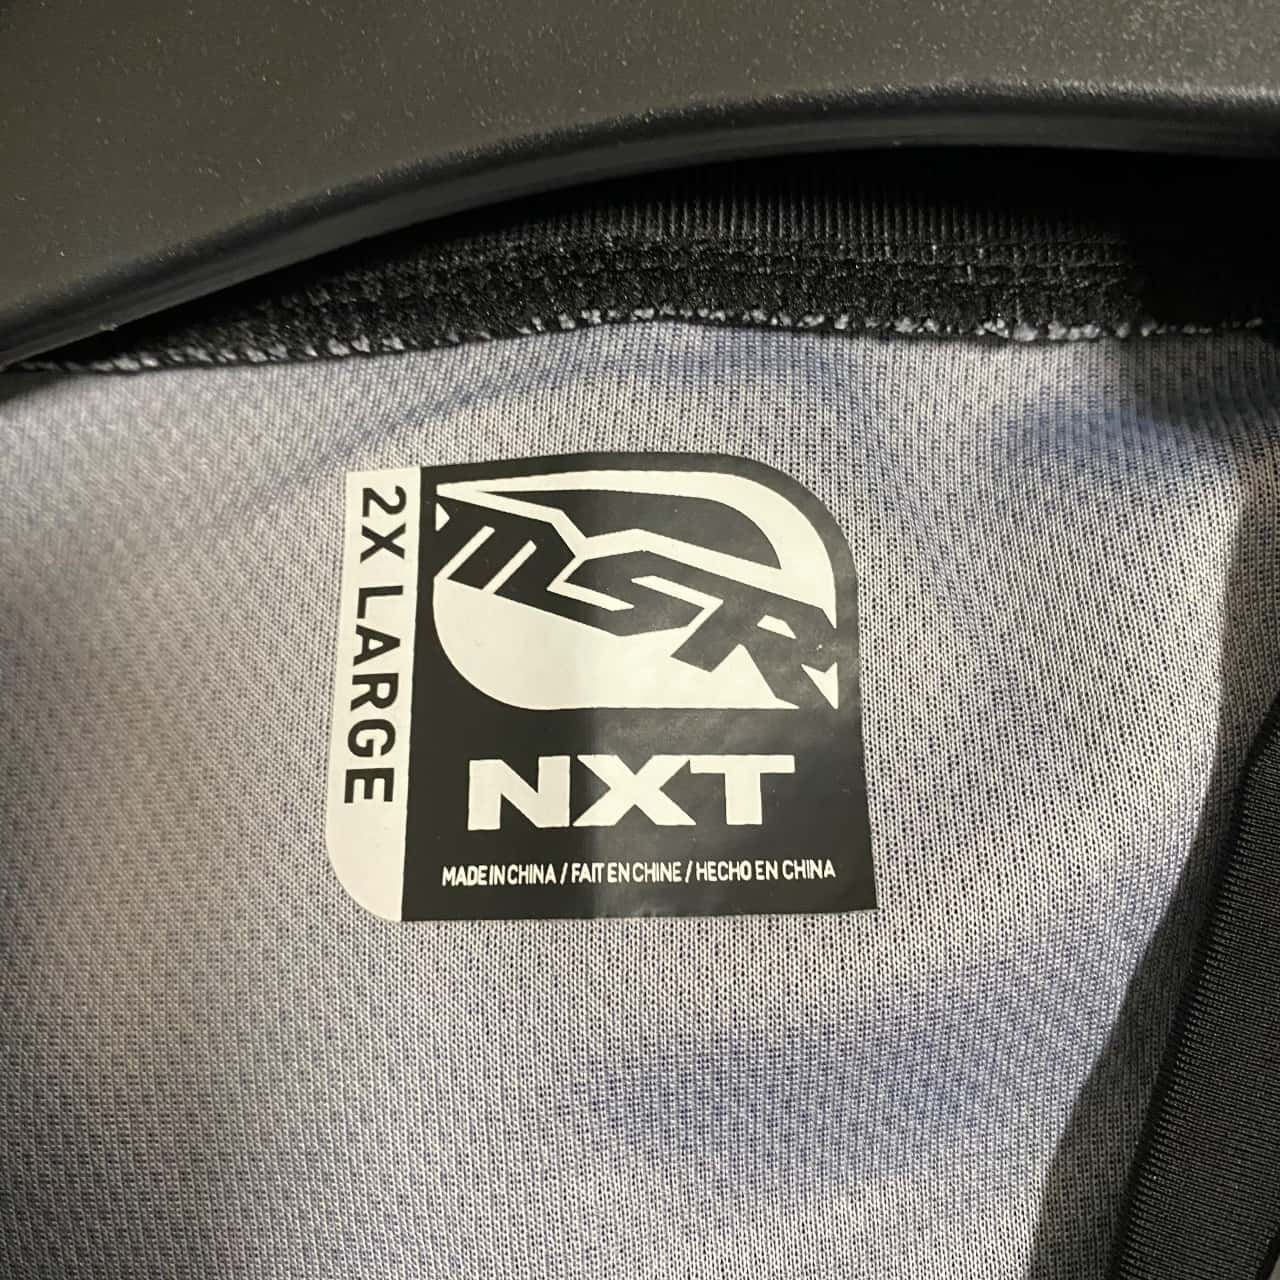 2X LARGE
MSR
NXT
MADE IN CHINA / FAIT EN CHINE / HECHO EN CHINA